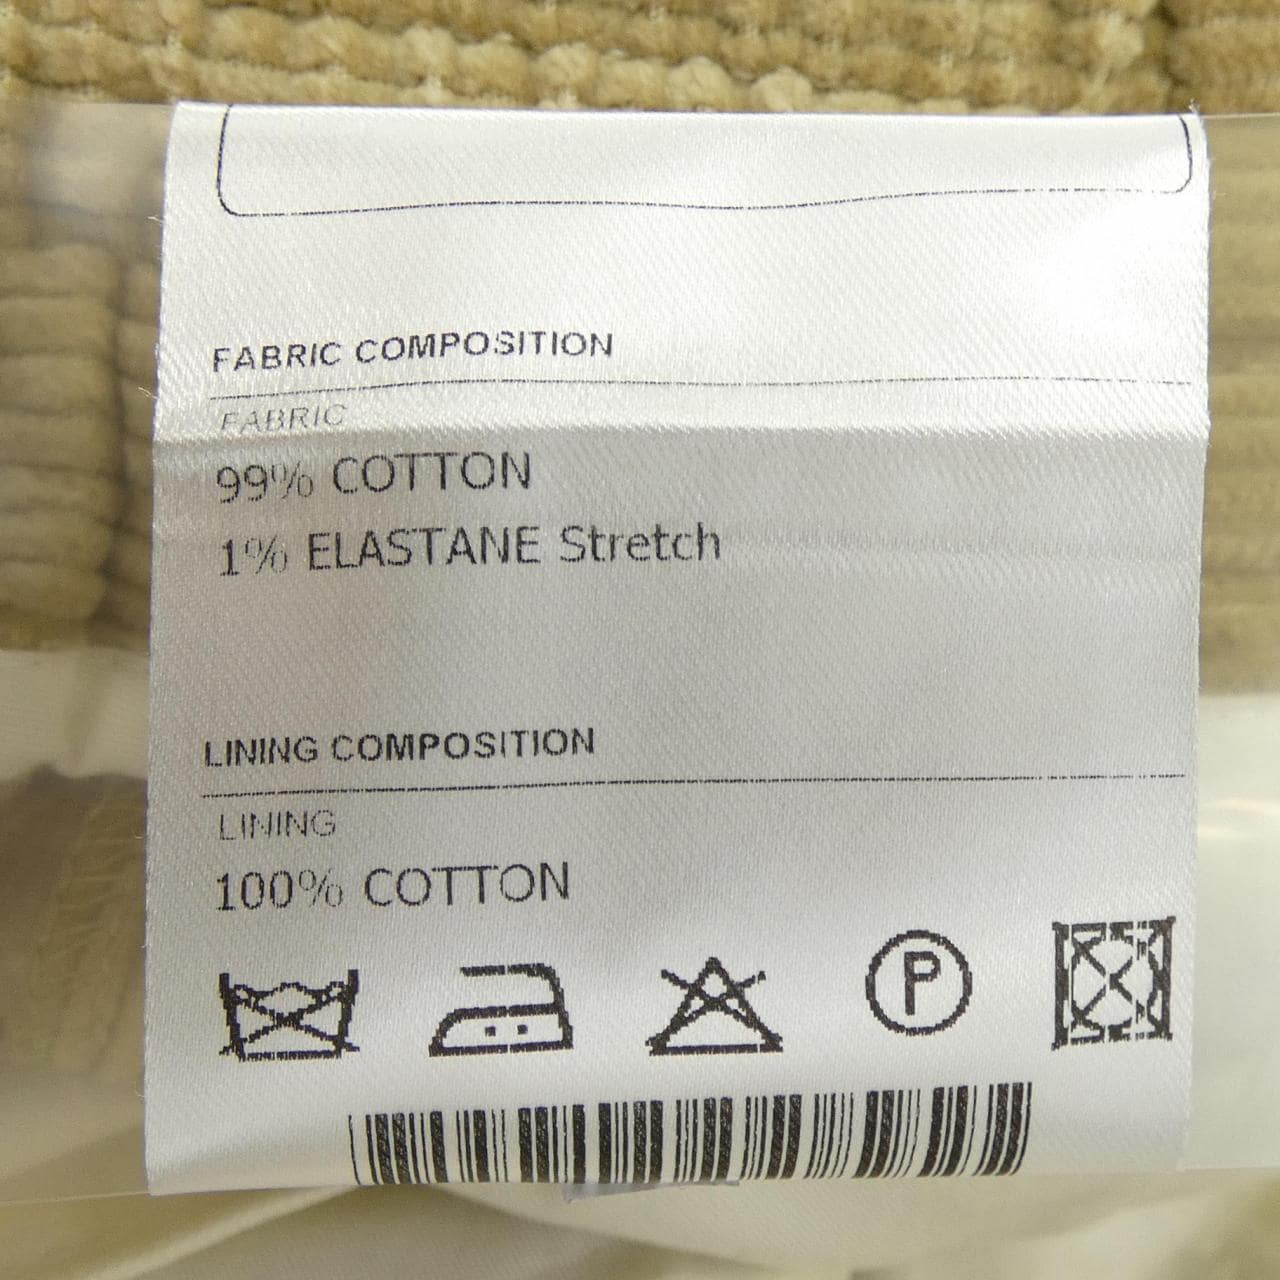 FABRIC COMPOSITION
FABRIC
99% COTTON
1% ELASTANE Stretch
LINING COMPOSITION
LINING
100% COTTON
P